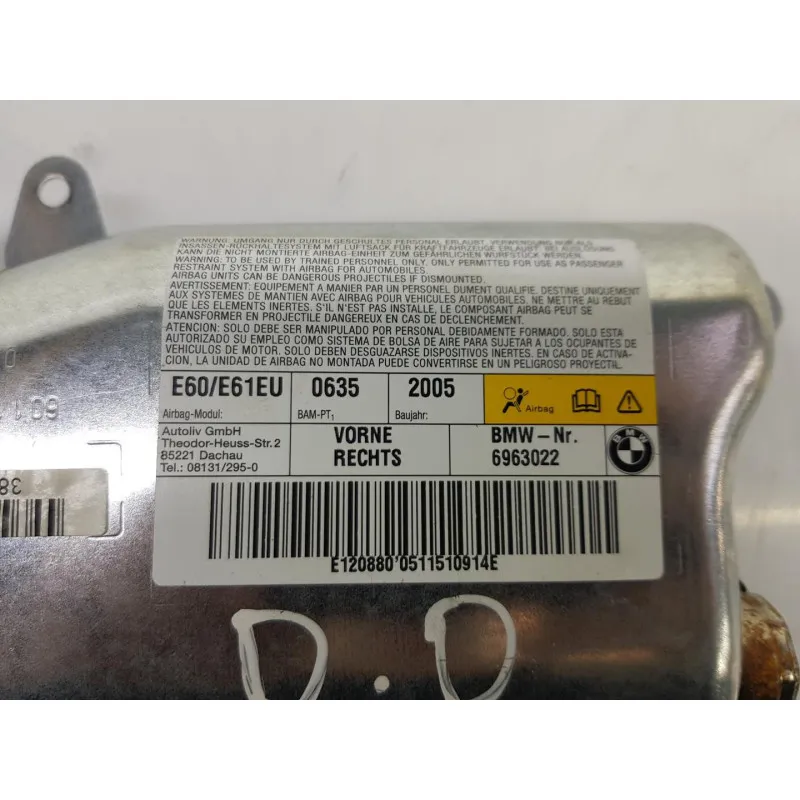 WARNUNG: UMGANG NUR DURCH GESCHULTES PERSONAL ERLAUBT. VERWENDUNG NUR ALS
INSASSEN-RÜCKHALTESYSTEM MIT LUFTSACK FÜR KRAFTFAHRZEUGE ERLAUBT. BEI AUSLÖSUNG
KANN DIE NICHT MONTIERTE AIRBAG-EINHEIT ZUM GEFÄHRLICHEN WURFSTÜCK WERDEN.
WARNING: TO BE HANDLED BY TRAINED PERSONNEL ONLY. ONLY PERMITTED FOR USE AS PASSENGER
RESTRAINT SYSTEM WITH AIRBAG FOR AUTOMOBILES.
AIRBAG UNITS CAN BE DANGEROUS PROJECTILES IF DISMOUNTED.
AVERTISSEMENT: EQUIPEMENT A MANIER PAR UN PERSONNEL DUMENT QUALIFIE. DESTINE UNIQUEMENT
AUX SYSTEMES DE MANTIEN AVEC AIRBAG POUR VEHICULES AUTOMOBILES. NE METTRE AU REBUT
QUE LES ELEMENTS INERTES. S'IL N'EST PAS INSTALLE, LE COMPOSANT AIRBAG PEUT SE
TRANSFORMER EN PROJECTILE DANGEREUX EN CAS DE DECLENCHEMENT.
ATENCION: SOLO DEBE SER MANIPULADO POR PERSONAL DEBIDAMENTE FORMADO. SOLO ESTA
AUTORIZADO SU EMPLEO COMO SISTEMA DE BOLSA DE AIRE PARA SUJETAR A LOS OCUPANTES DE
VEHICULOS DE MOTOR. NO DEBEN DESGUAZARSE DISPOSITIVOS INERTES. EN CASO DE ACTIVA-
CION, LA UNIDAD DE AIRBAG NO MONTADA PUEDE CONVERTIRSE EN UN PELIGROSO PROYECTIL.
E60/E61EU 0635 2005
Airbag-Modul: BAM-PT1 Baujahr: Airbag
Autoliv GmbH
Theodor-Heuss-Str.2
85221 Dachau
Tel.: 08131/295-0
VORNE
RECHTS
BMW-Nr.
6963022
BMW
E120880'0511510914E
D.D
38